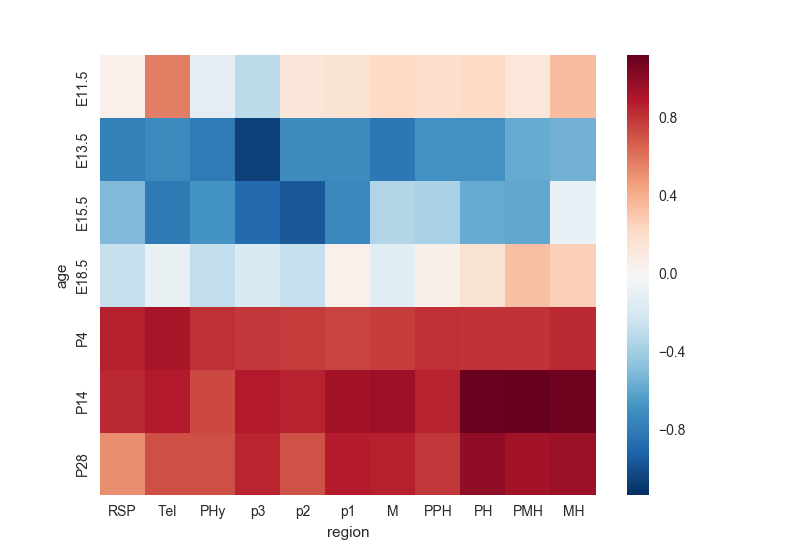 E11.5
E13.5
E15.5
E18.5
P4
P14
P28
age
RSP Tel PHy p3 p2 p1 M PPH PH PMH MH
region
0.8
0.4
0.0
−0.4
−0.8